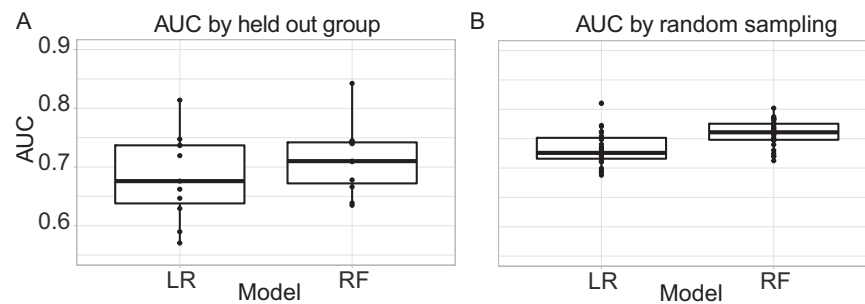 A
AUC by held out group
B
AUC by random sampling
AUC
0.9
0.8
0.7
0.6
LR
RF
Model
LR
RF
Model